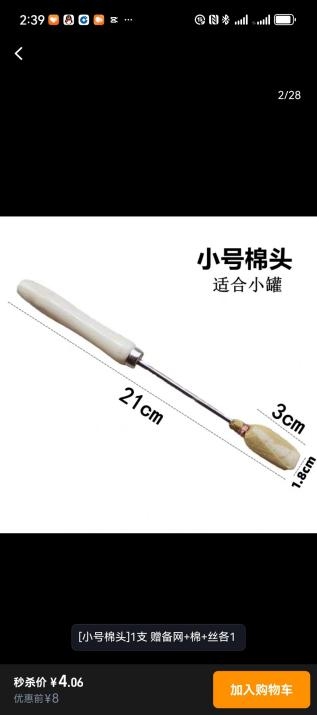 2:39
2/28
小号棉头
适合小罐
21cm
3cm
1.8cm
[小号棉头]1支 赠备网+棉+丝各1
秒杀价 ¥4.06
优惠前¥8
加入购物车